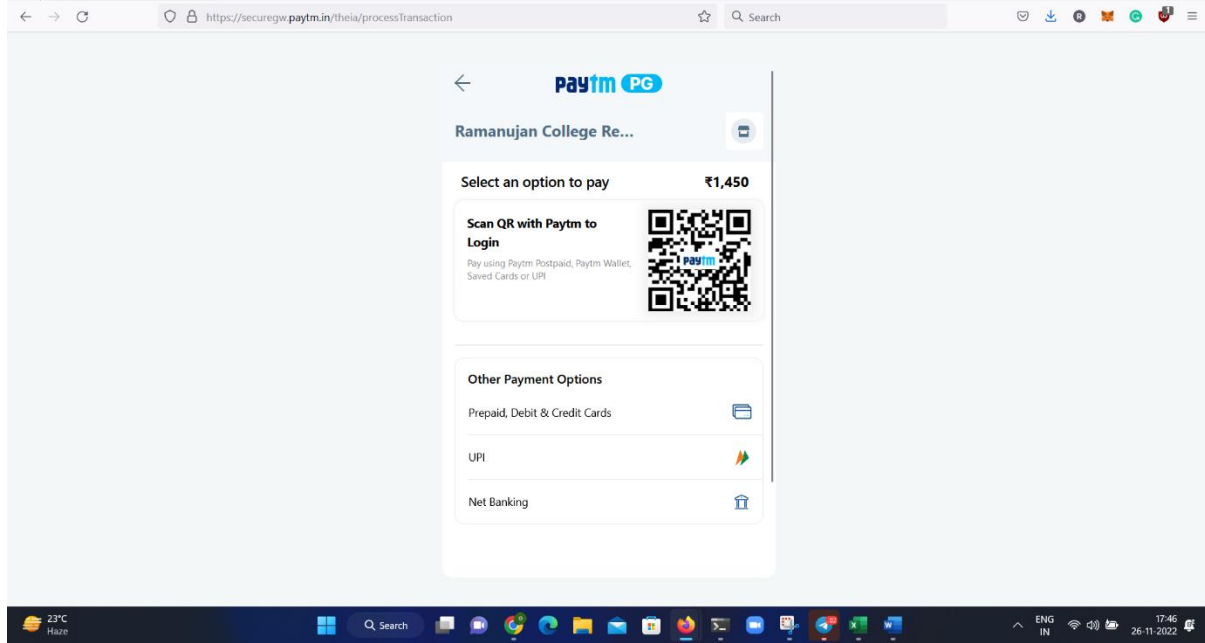 https://securegw.paytm.in/theia/processTransaction
Search
1
paytm PG
Ramanujan College Re...
Select an option to pay
₹1,450
Scan QR with Paytm to
Login
Pay using Paytm Postpaid, Paytm Wallet,
Saved Cards or UPI
paytm
Other Payment Options
Prepaid, Debit & Credit Cards
UPI
Net Banking
23°C
Haze
Search
ENG
IN
17:46
26-11-2022